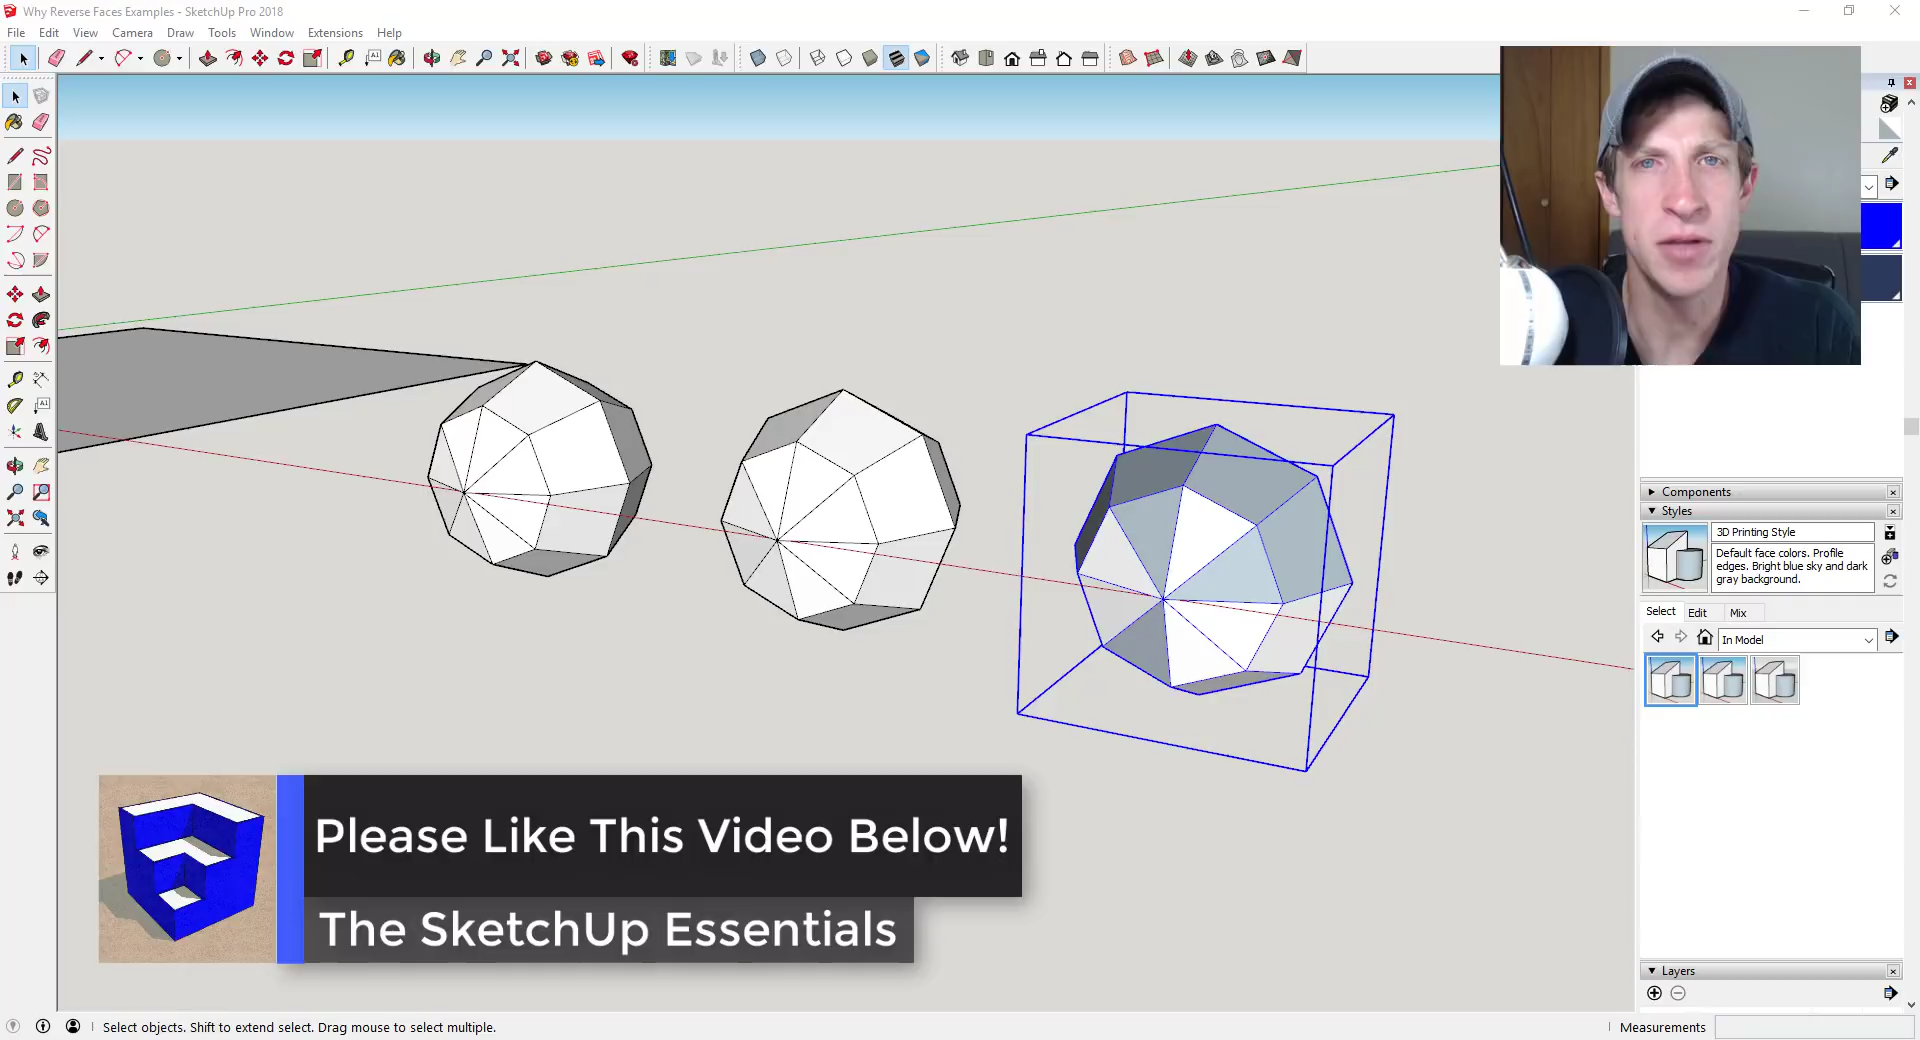 Why Reverse Faces Examples - SketchUp Pro 2018
File Edit View Camera Draw Tools Window Extensions Help
Components
Styles
3D Printing Style
Default face colors. Profile
edges. Bright blue sky and dark
gray background.
Select Edit Mix
In Model
Please Like This Video Below!
The SketchUp Essentials
Layers
Select objects. Shift to extend select. Drag mouse to select multiple.
Measurements